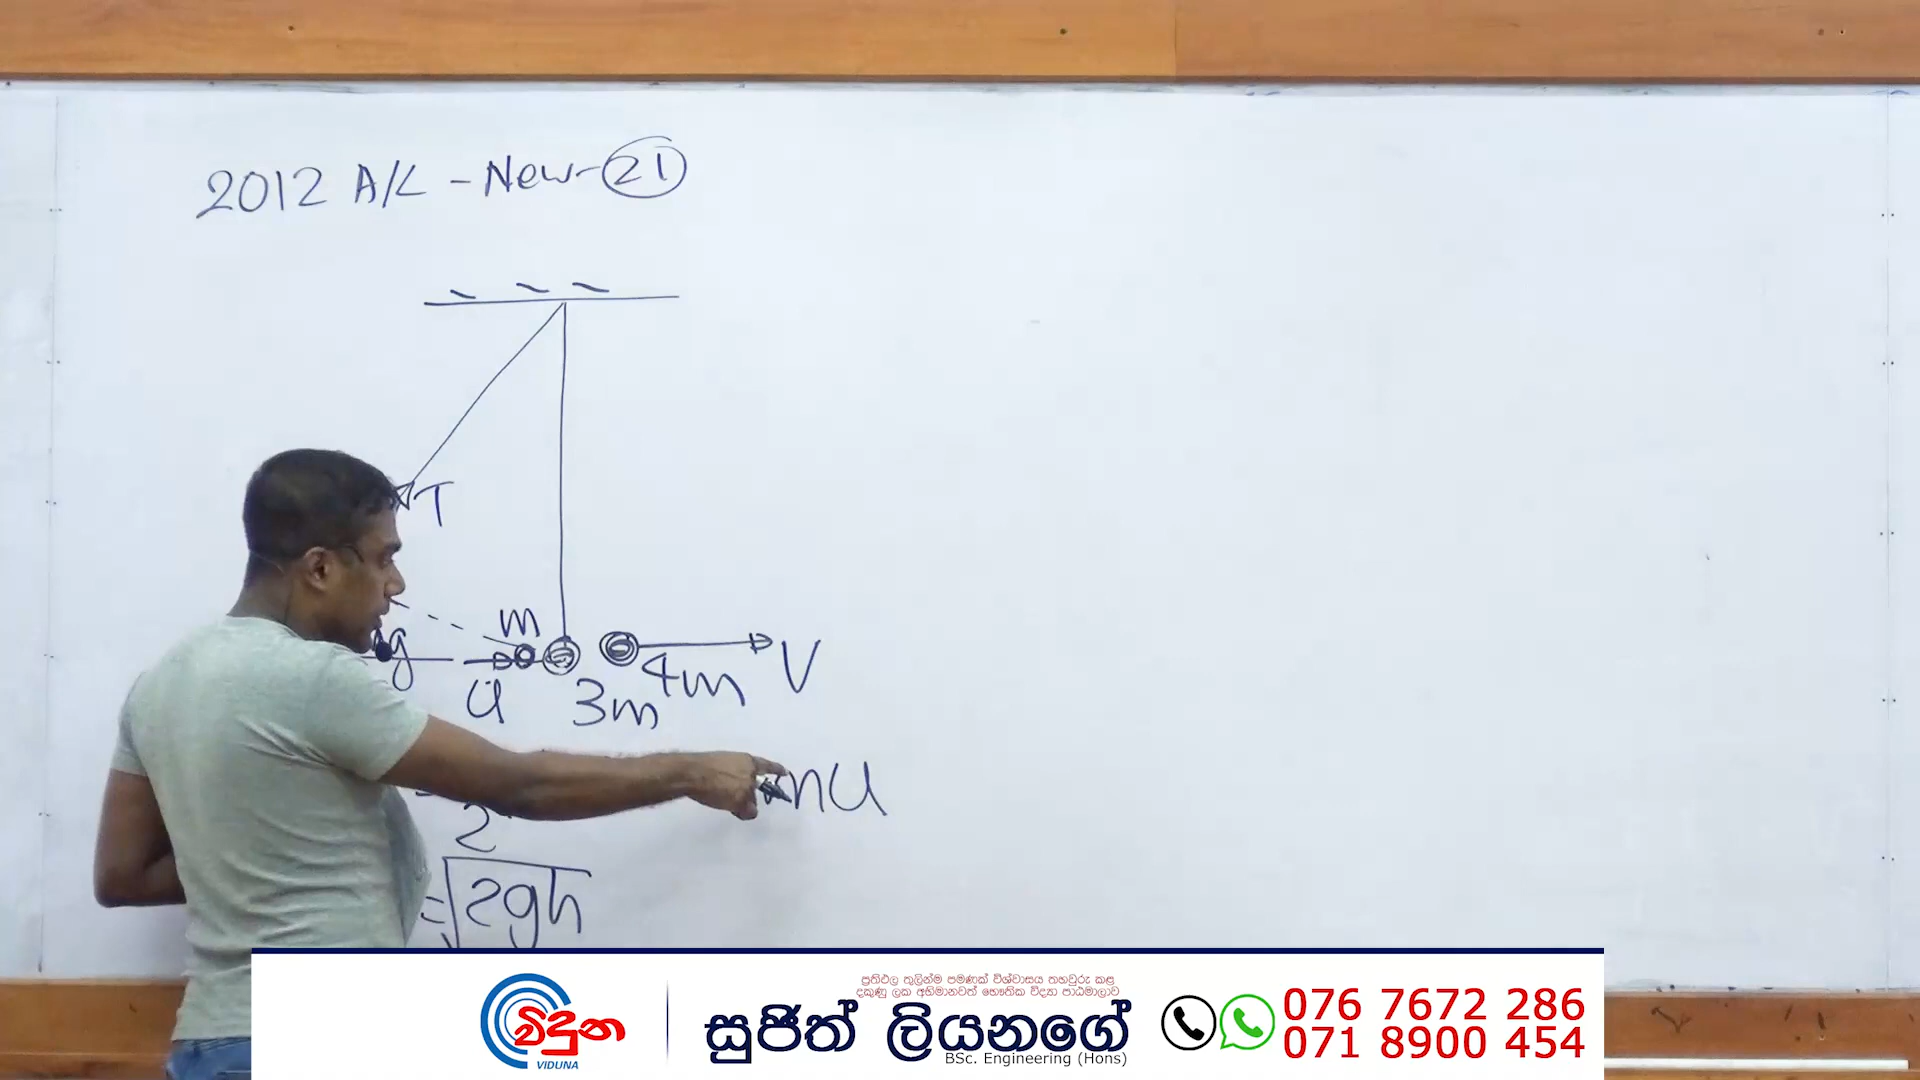 2012 A/L - New - 21
T
m
g
u
3m
4m
V
mu
2
= √2gh
විදුන
VIDUNA
ප්‍රතිඵල තුලින්ම පමණක් විශ්වාසය තහවුරු කළ
දකුණු ලක අභිමානවත් භෞතික විද්‍යා පාඨමාලාව
සුජිත් ලියනගේ
BSc. Engineering (Hons)
076 7672 286
071 8900 454